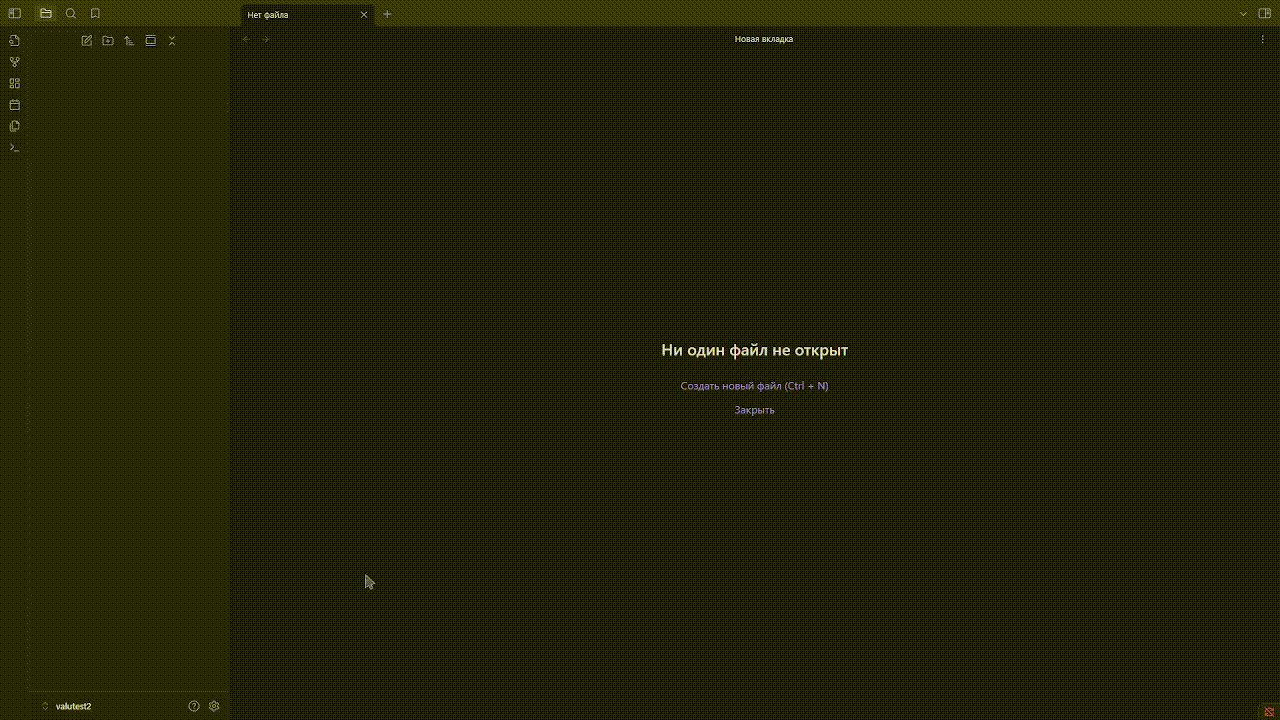 Нет файла
Новая вкладка
Ни один файл не открыт
Создать новый файл (Ctrl + N)
Закрыть
valutest2